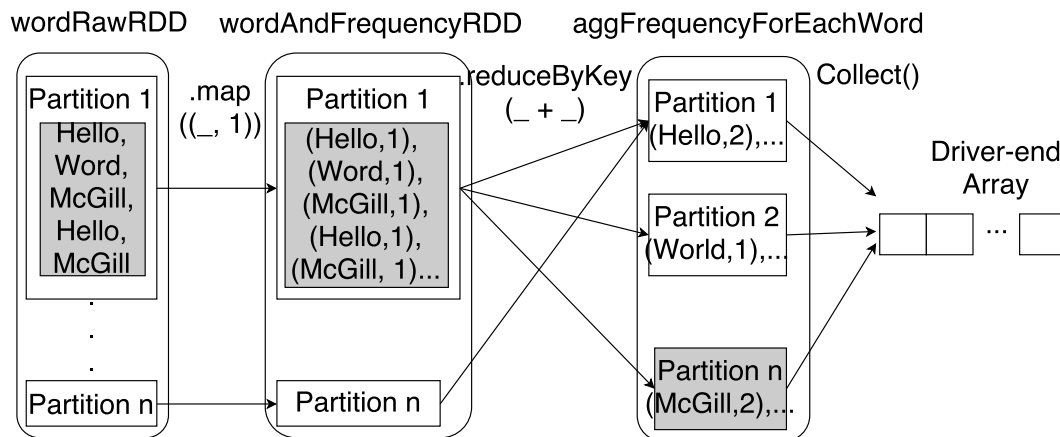 wordRawRDD
Partition 1
Hello,
Word,
McGill,
Hello,
McGill
.
.
.
Partition n
.map
((_, 1))
wordAndFrequencyRDD
Partition 1
(Hello,1),
(Word,1),
(McGill,1),
(Hello,1),
(McGill, 1)...
Partition n
.reduceByKey
(_ + _)
aggFrequencyForEachWord
Partition 1
(Hello,2),...
Partition 2
(World,1),...
Partition n
(McGill,2),...
Collect()
Driver-end
Array
...